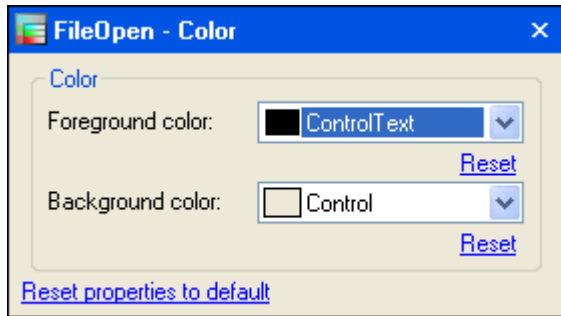 FileOpen - Color
Color
Foreground color: ControlText
Reset
Background color: Control
Reset
Reset properties to default